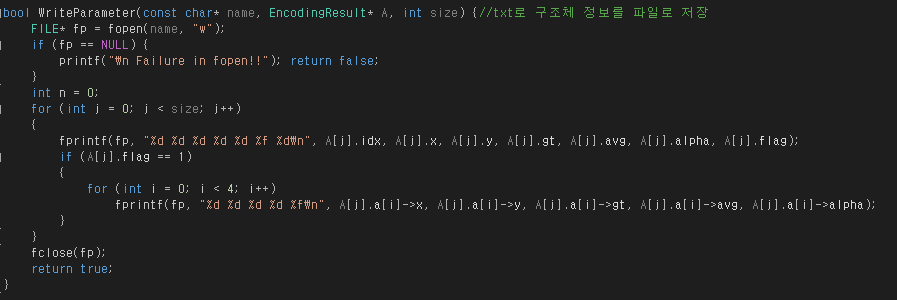 bool WriteParameter(const char* name, EncodingResult* A, int size) {//txt로 구조체 정보를 파일로 저장
FILE* fp = fopen(name, "w");
if (fp == NULL) {
printf("₩n Failure in fopen!!"); return false;
}
int n = 0;
for (int j = 0; j < size; j++)
{
fprintf(fp, "%d %d %d %d %d %f %d₩n", A[j].idx, A[j].x, A[j].y, A[j].gt, A[j].avg, A[j].alpha, A[j].flag);
if (A[j].flag == 1)
{
for (int i = 0; i < 4; i++)
fprintf(fp, "%d %d %d %d %f₩n", A[j].a[i]->x, A[j].a[i]->y, A[j].a[i]->gt, A[j].a[i]->avg, A[j].a[i]->alpha);
}
}
fclose(fp);
return true;
}